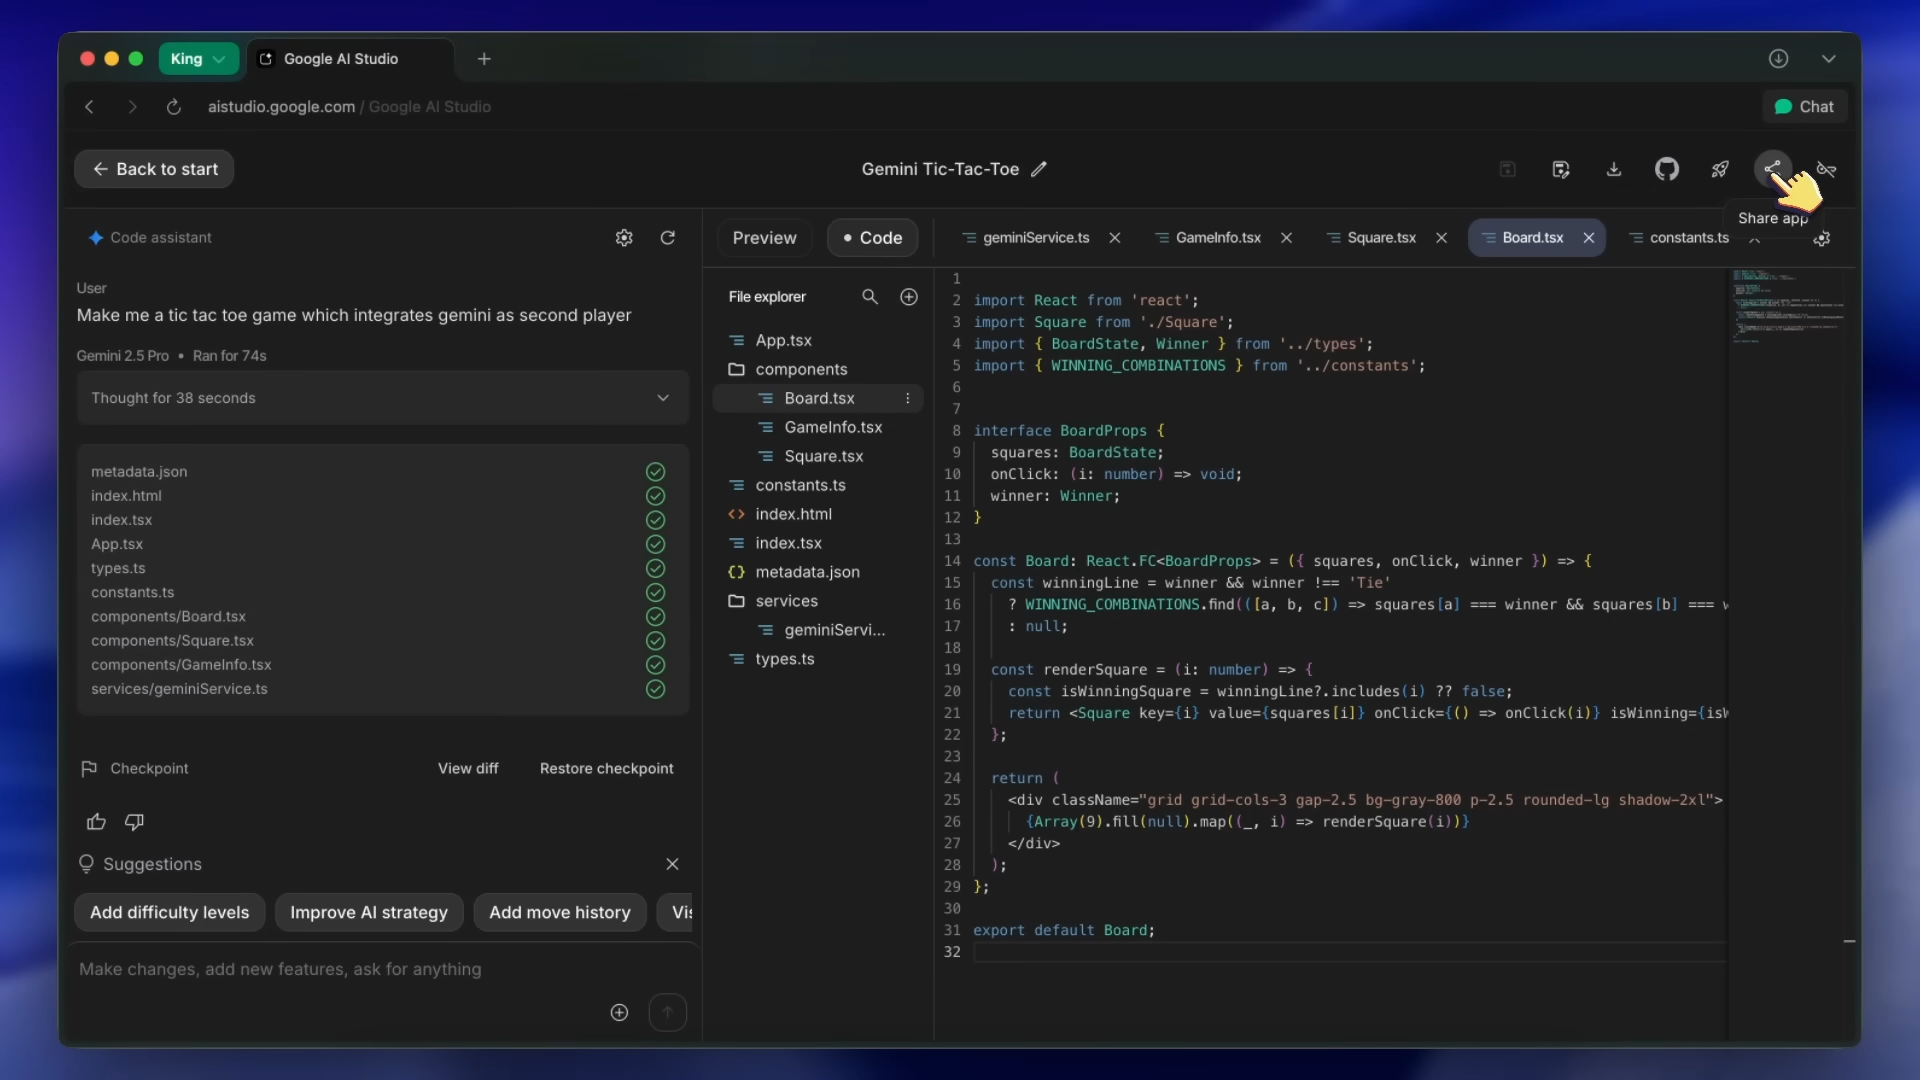 King
Google AI Studio
aistudio.google.com / Google AI Studio
Chat
Back to start
Gemini Tic-Tac-Toe
Share app
Code assistant
User
Make me a tic tac toe game which integrates gemini as second player
Gemini 2.5 Pro • Ran for 74s
Thought for 38 seconds
metadata.json
index.html
index.tsx
App.tsx
types.ts
constants.ts
components/Board.tsx
components/Square.tsx
components/GameInfo.tsx
services/geminiService.ts
Checkpoint
View diff
Restore checkpoint
Suggestions
Add difficulty levels
Improve AI strategy
Add move history
Vis
Make changes, add new features, ask for anything
Preview
Code
geminiService.ts
GameInfo.tsx
Square.tsx
Board.tsx
constants.ts
File explorer
App.tsx
components
Board.tsx
GameInfo.tsx
Square.tsx
constants.ts
index.html
index.tsx
metadata.json
services
geminiServi...
types.ts
1
2 import React from 'react';
3 import Square from './Square';
4 import { BoardState, Winner } from '../types';
5 import { WINNING_COMBINATIONS } from '../constants';
6
7
8 interface BoardProps {
9 squares: BoardState;
10 onClick: (i: number) => void;
11 winner: Winner;
12 }
13
14 const Board: React.FC<BoardProps> = ({ squares, onClick, winner }) => {
15 const winningLine = winner && winner !== 'Tie'
16 ? WINNING_COMBINATIONS.find(([a, b, c]) => squares[a] === winner && squares[b] === w
17 : null;
18
19 const renderSquare = (i: number) => {
20 const isWinningSquare = winningLine?.includes(i) ?? false;
21 return <Square key={i} value={squares[i]} onClick={() => onClick(i)} isWinning={isW
22 };
23
24 return (
25 <div className="grid grid-cols-3 gap-2.5 bg-gray-800 p-2.5 rounded-lg shadow-2xl">
26 {Array(9).fill(null).map((_, i) => renderSquare(i))}
27 </div>
28 );
29 };
30
31 export default Board;
32